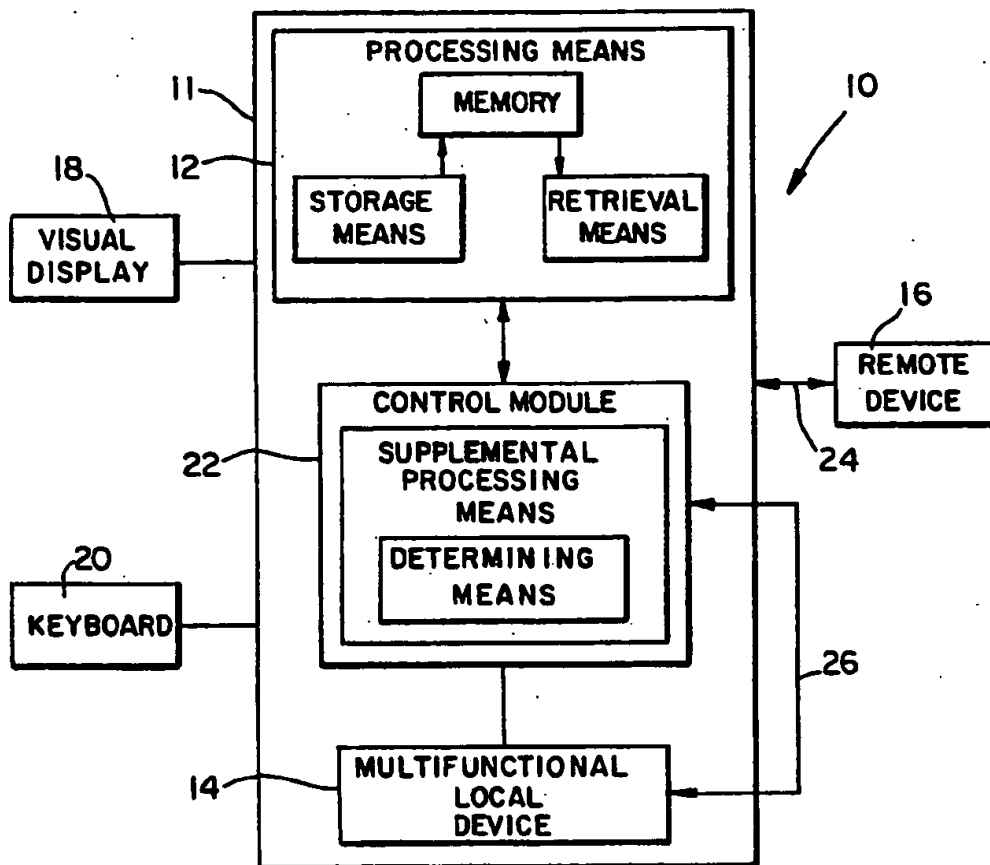 PROCESSING MEANS
MEMORY
STORAGE
MEANS
RETRIEVAL
MEANS
11
12
10
18
VISUAL
DISPLAY
16
REMOTE
DEVICE
24
CONTROL MODULE
22
SUPPLEMENTAL
PROCESSING
MEANS
DETERMINING
MEANS
20
KEYBOARD
26
14
MULTIFUNCTIONAL
LOCAL
DEVICE